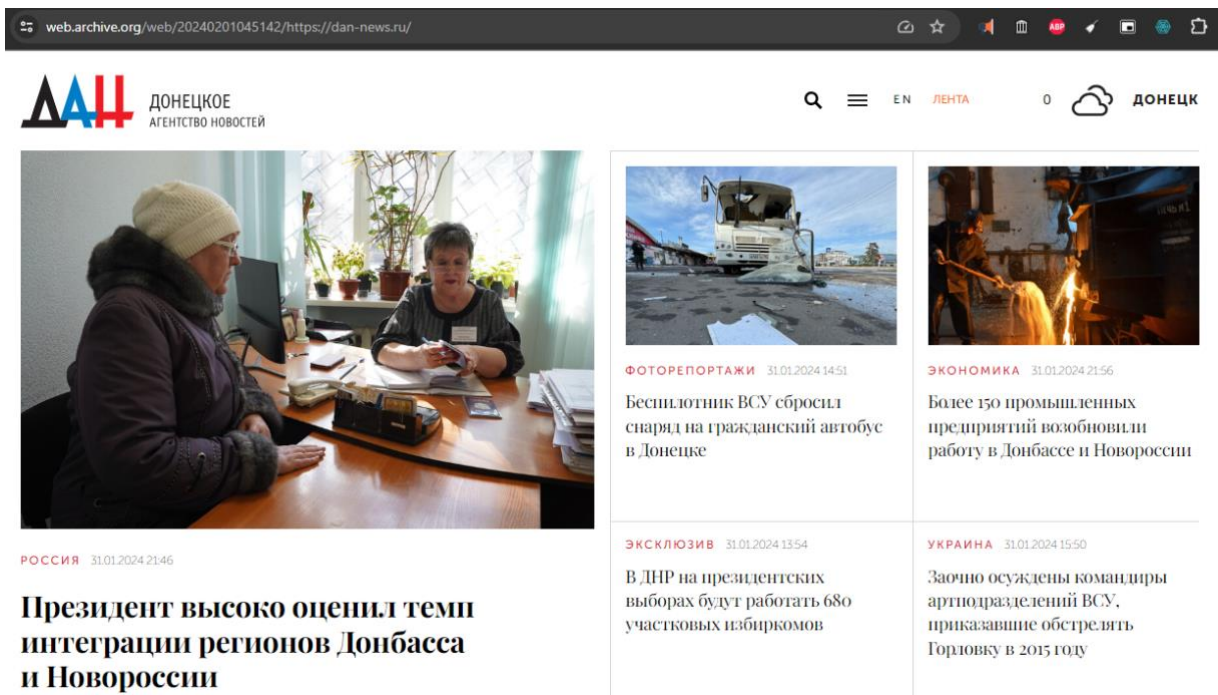 web.archive.org/web/20240201045142/https://dan-news.ru/
ABP
ДАН
ДОНЕЦКОЕ
АГЕНТСТВО НОВОСТЕЙ
EN ЛЕНТА
0
ДОНЕЦК
РОССИЯ 31.01.2024 21:46
Президент высоко оценил темп
интеграции регионов Донбасса
и Новороссии
ФОТОРЕПОРТАЖИ 31.01.2024 14:51
Беспилотник ВСУ сбросил
снаряд на гражданский автобус
в Донецке
ЭКОНОМИКА 31.01.2024 21:56
Более 150 промышленных
предприятий возобновили
работу в Донбассе и Новороссии
ЭКСКЛЮЗИВ 31.01.2024 13:54
В ДНР на президентских
выборах будут работать 680
участковых избиркомов
УКРАИНА 31.01.2024 15:50
Заочно осуждены командиры
артподразделений ВСУ,
приказавшие обстрелять
Горловку в 2015 году